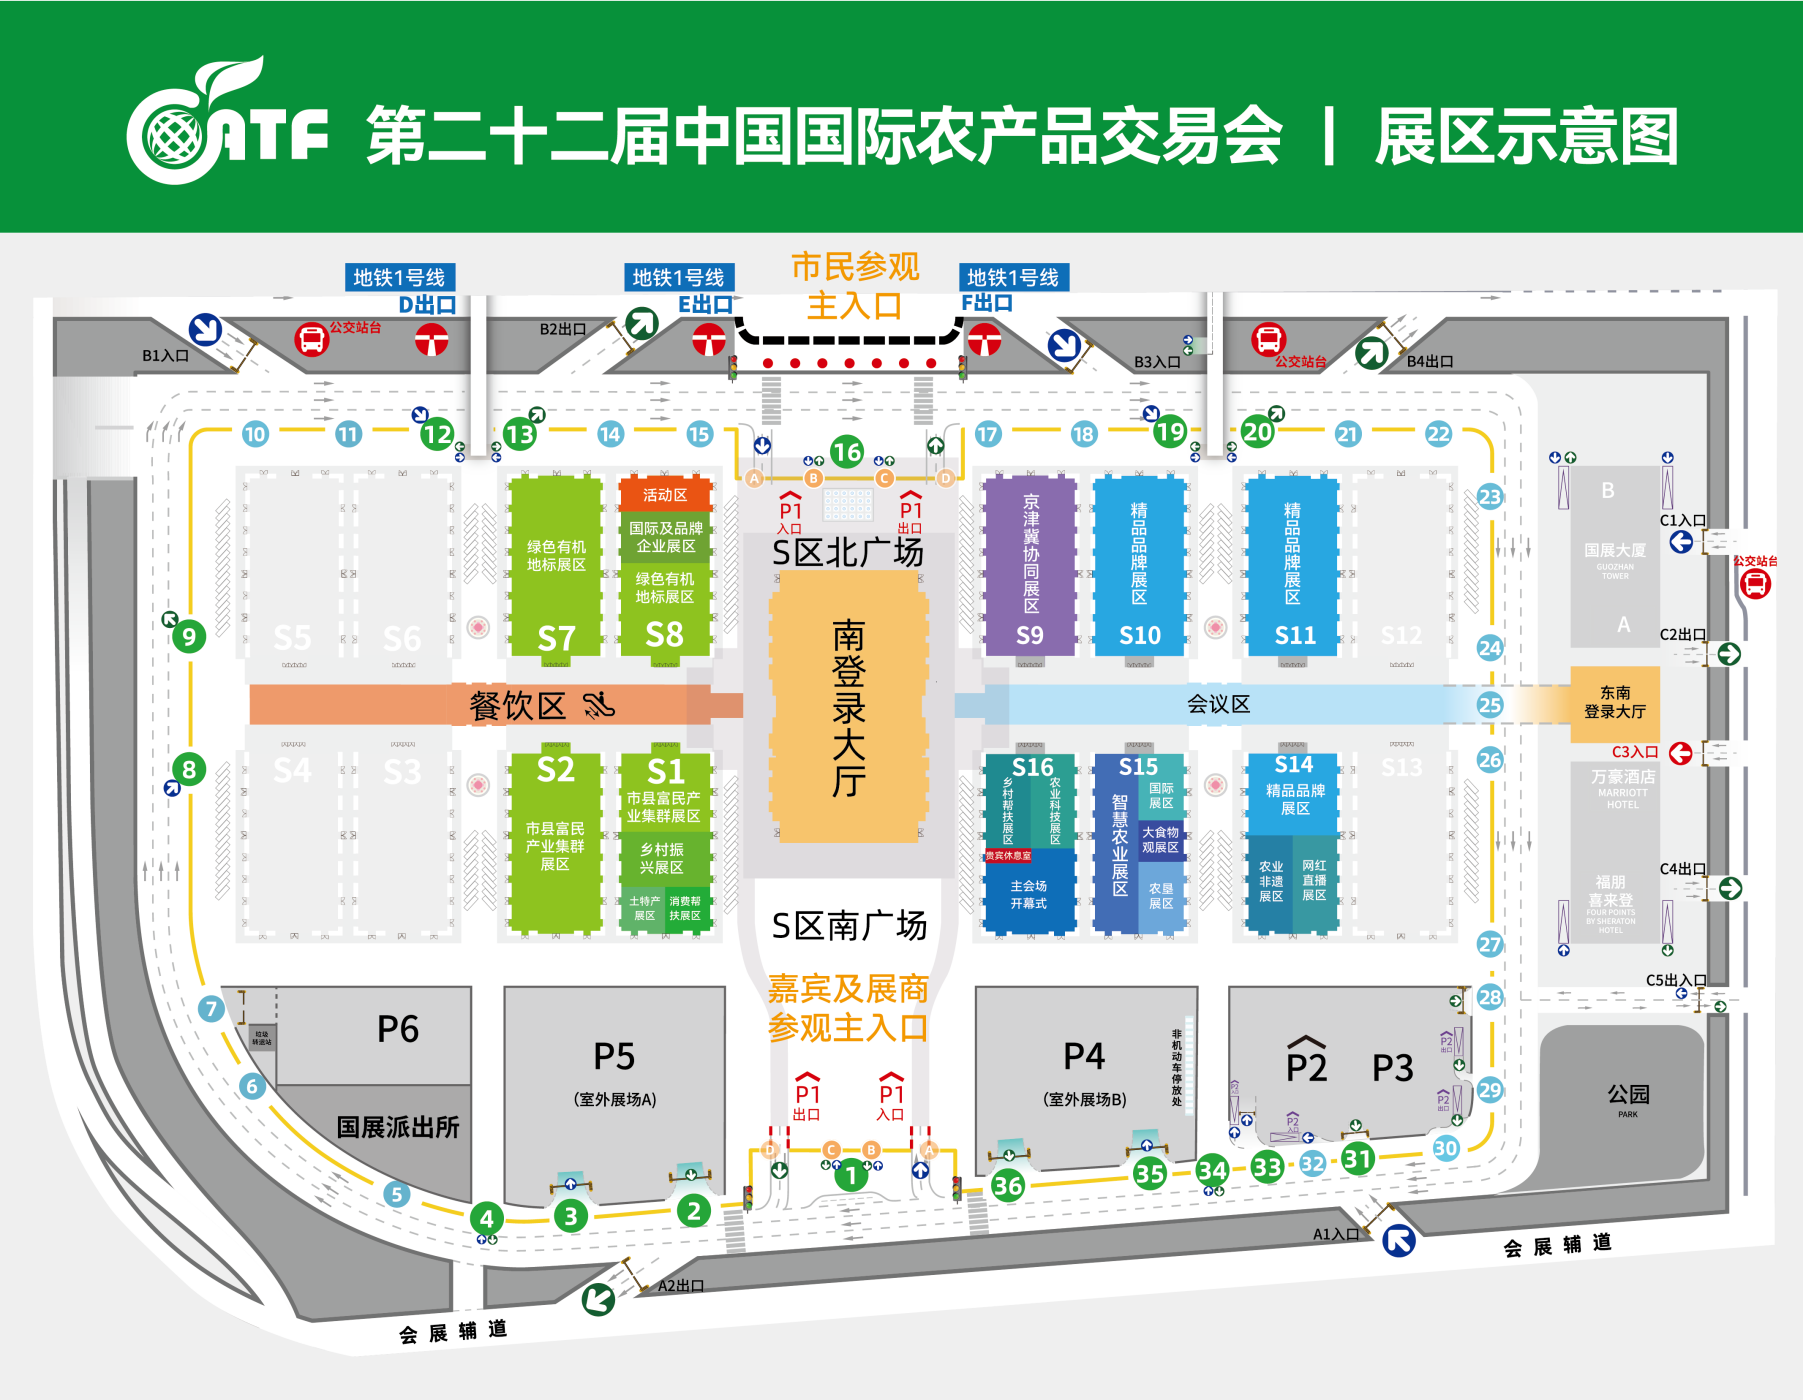 CATF 第二十二届中国国际农产品交易会 | 展区示意图
地铁1号线
D出口
地铁1号线
E出口
市民参观
主入口
地铁1号线
F出口
B1入口
公交站台
B2出口
B3入口
公交站台
B4出口
10
11
12
13
14
15
16
17
18
19
20
21
22
A
B
C
D
P1
入口
P1
出口
S区北广场
S5
S6
绿色有机
地标展区
S7
活动区
国际及品牌
企业展区
绿色有机
地标展区
S8
南登录大厅
京津冀协同展区
S9
精品品牌展区
S10
精品品牌展区
S11
S12
23
24
25
26
27
28
29
30
9
8
7
6
5
B
国展大厦
GUOZHAN
TOWER
A
C1入口
公交站台
C2出口
餐饮区
会议区
东南
登录大厅
C3入口
万豪酒店
MARRIOTT
HOTEL
S4
S3
S2
市县富民
产业集群
展区
S1
市县富民产
业集群展区
乡村振
兴展区
土特产
展区
消费帮
扶展区
S16
乡村帮扶展区
农业科技展区
贵宾休息室
主会场
开幕式
S15
智慧农业展区
国际
展区
大食物
观展区
农垦
展区
S14
精品品牌
展区
农业
非遗
展区
网红
直播
展区
S13
C4出口
福朋
喜来登
FOUR POINTS
BY SHERATON
HOTEL
C5出入口
S区南广场
嘉宾及展商
参观主入口
P1
出口
P1
入口
D
C
B
A
垃圾
转运站
P6
国展派出所
P5
(室外展场A)
P4
(室外展场B)
非机动车停放处
P2
P3
P2
出口
P2
出口
P2
P2
入口
公园
PARK
4
3
2
1
36
35
34
33
32
31
A1入口
A2出口
会展辅道
会展辅道